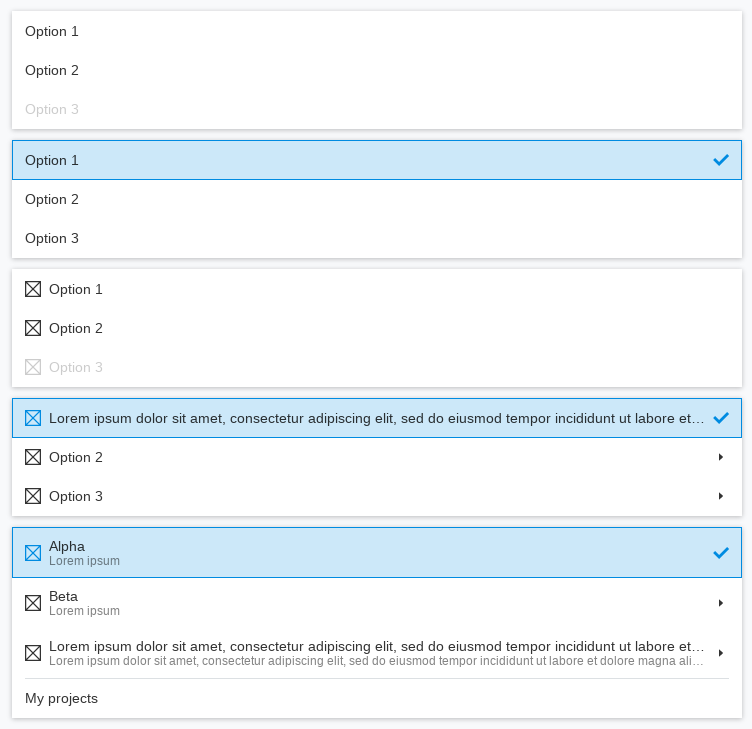 Option 1
Option 2
Option 3
Option 1
Option 2
Option 3
Option 1
Option 2
Option 3
Lorem ipsum dolor sit amet, consectetur adipiscing elit, sed do eiusmod tempor incididunt ut labore et…
Option 2
Option 3
Alpha
Lorem ipsum
Beta
Lorem ipsum
Lorem ipsum dolor sit amet, consectetur adipiscing elit, sed do eiusmod tempor incididunt ut labore et…
Lorem ipsum dolor sit amet, consectetur adipiscing elit, sed do eiusmod tempor incididunt ut labore et dolore magna ali…
My projects